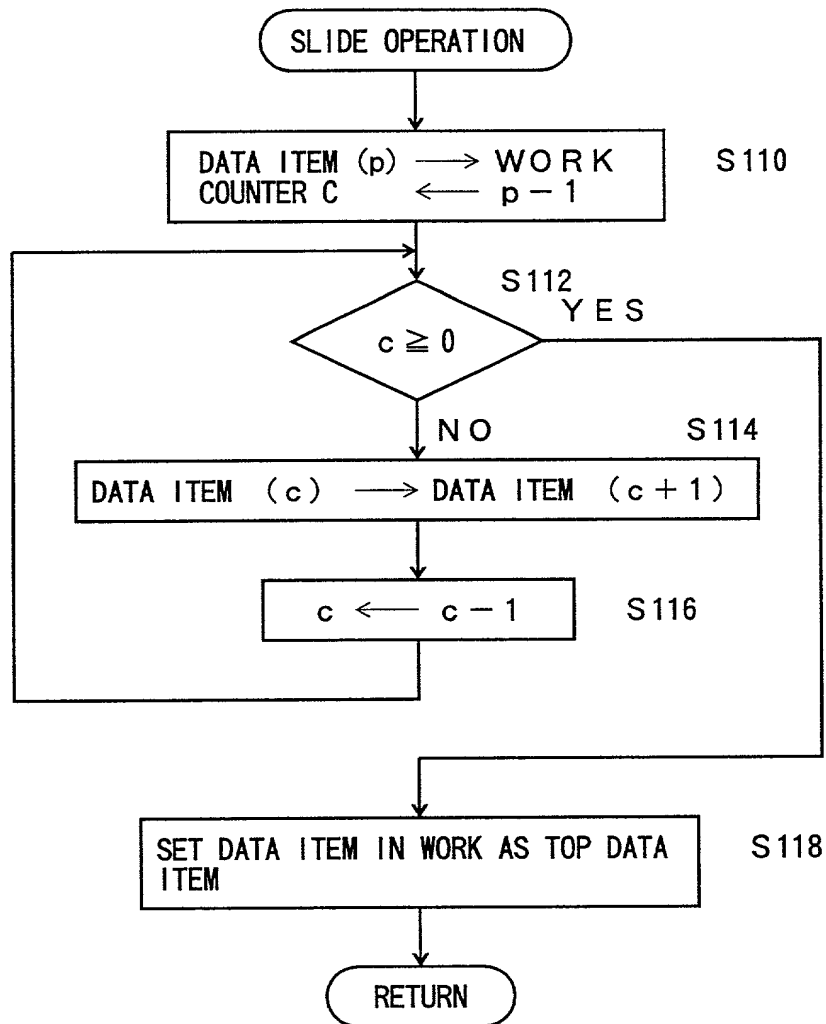 SLIDE OPERATION
DATA ITEM (p) → WORK
COUNTER C ← p-1
S110
S112
YES
c ≧ 0
NO
S114
DATA ITEM (c) → DATA ITEM (c+1)
c ← c-1
S116
SET DATA ITEM IN WORK AS TOP DATA
ITEM
S118
RETURN